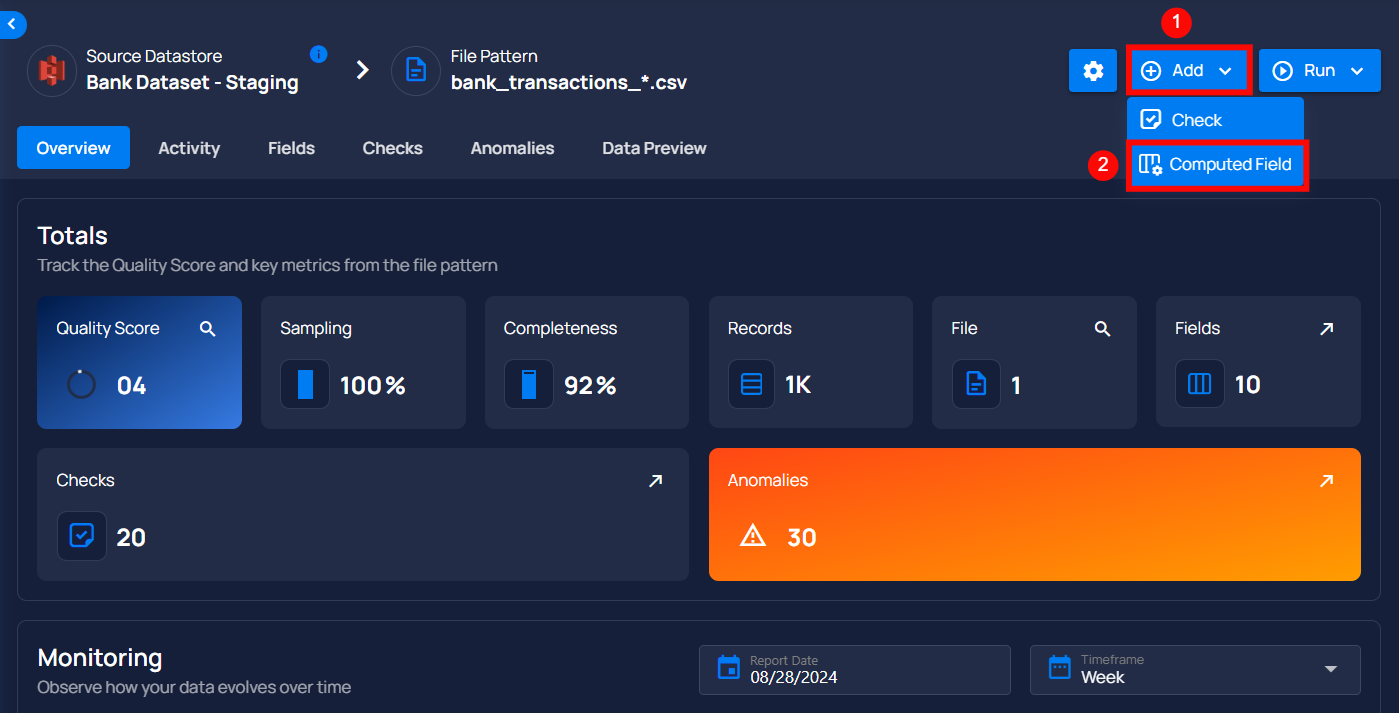 1
Source Datastore
Bank Dataset - Staging
File Pattern
bank_transactions_*.csv
Add
Run
Check
2
Computed Field
Overview
Activity
Fields
Checks
Anomalies
Data Preview
Totals
Track the Quality Score and key metrics from the file pattern
Quality Score
04
Sampling
100%
Completeness
92%
Records
1K
File
1
Fields
10
Checks
20
Anomalies
30
Monitoring
Observe how your data evolves over time
Report Date
08/28/2024
Timeframe
Week